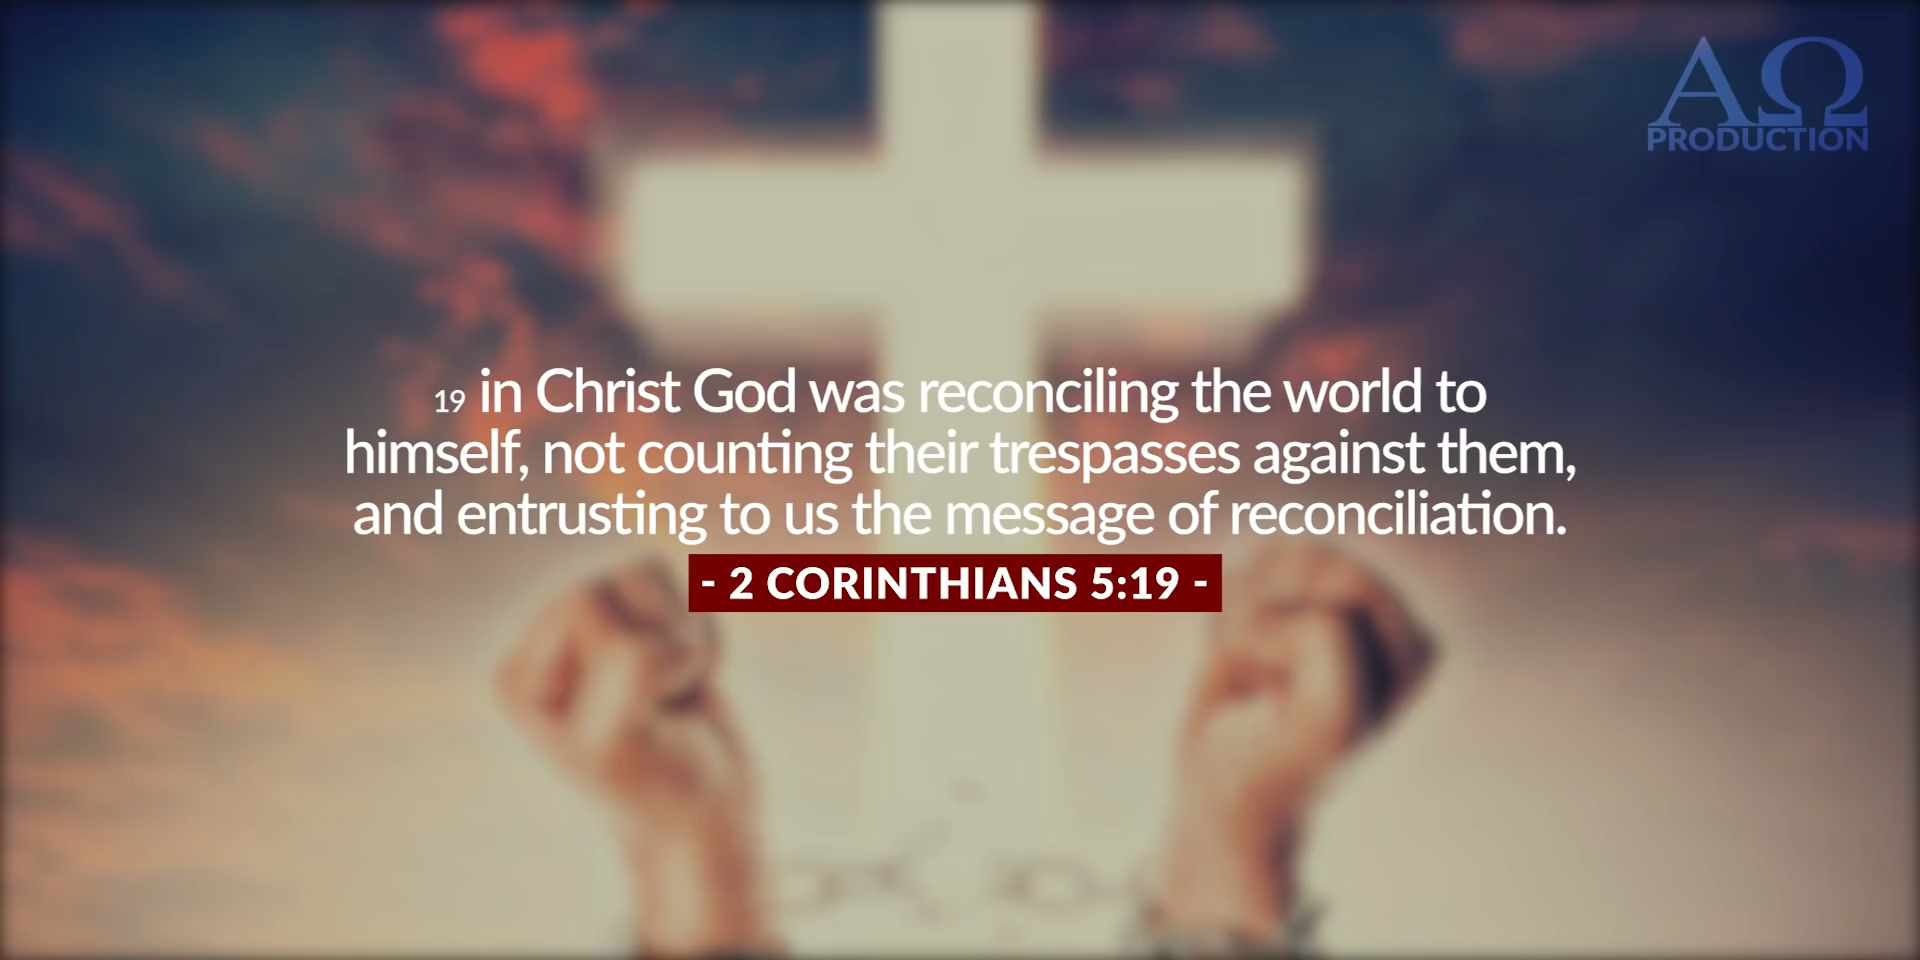 ΑΩ
PRODUCTION
19 in Christ God was reconciling the world to
himself, not counting their trespasses against them,
and entrusting to us the message of reconciliation.
- 2 CORINTHIANS 5:19 -